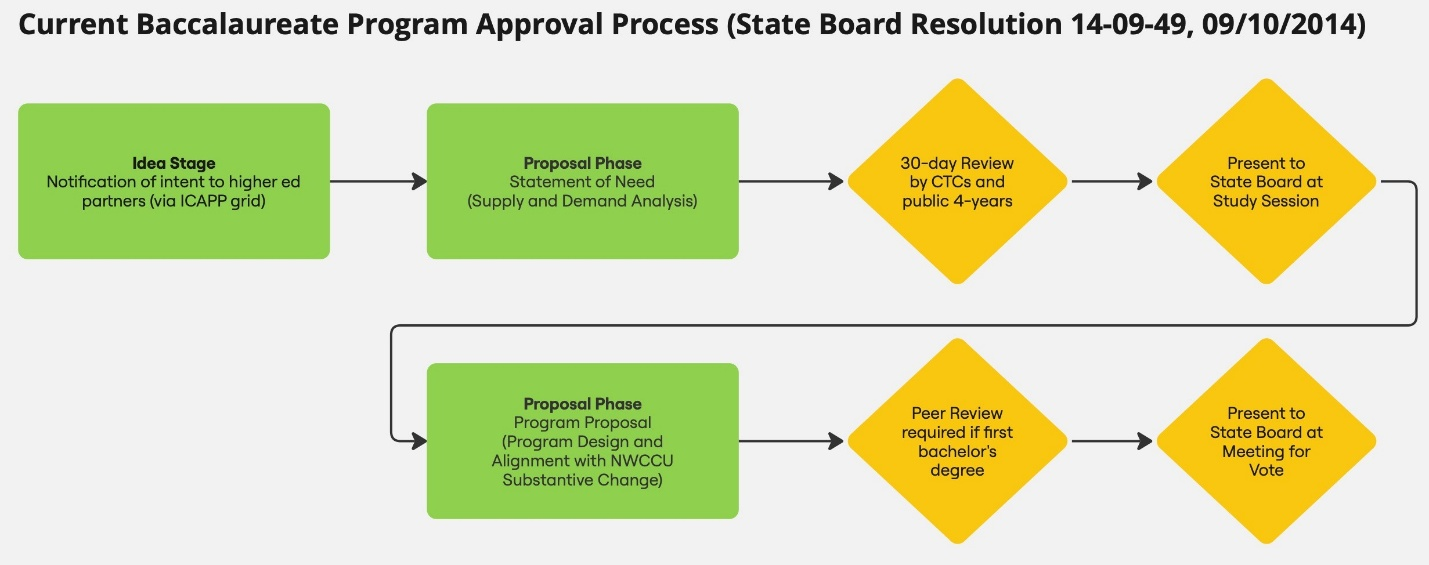 Current Baccalaureate Program Approval Process (State Board Resolution 14-09-49, 09/10/2014)
Idea Stage
Notification of intent to higher ed
partners (via ICAPP grid)
Proposal Phase
Statement of Need
(Supply and Demand Analysis)
30-day Review
by CTCs and
public 4-years
Present to
State Board at
Study Session
Proposal Phase
Program Proposal
(Program Design and
Alignment with NWCCU
Substantive Change)
Peer Review
required if first
bachelor's
degree
Present to
State Board at
Meeting for
Vote